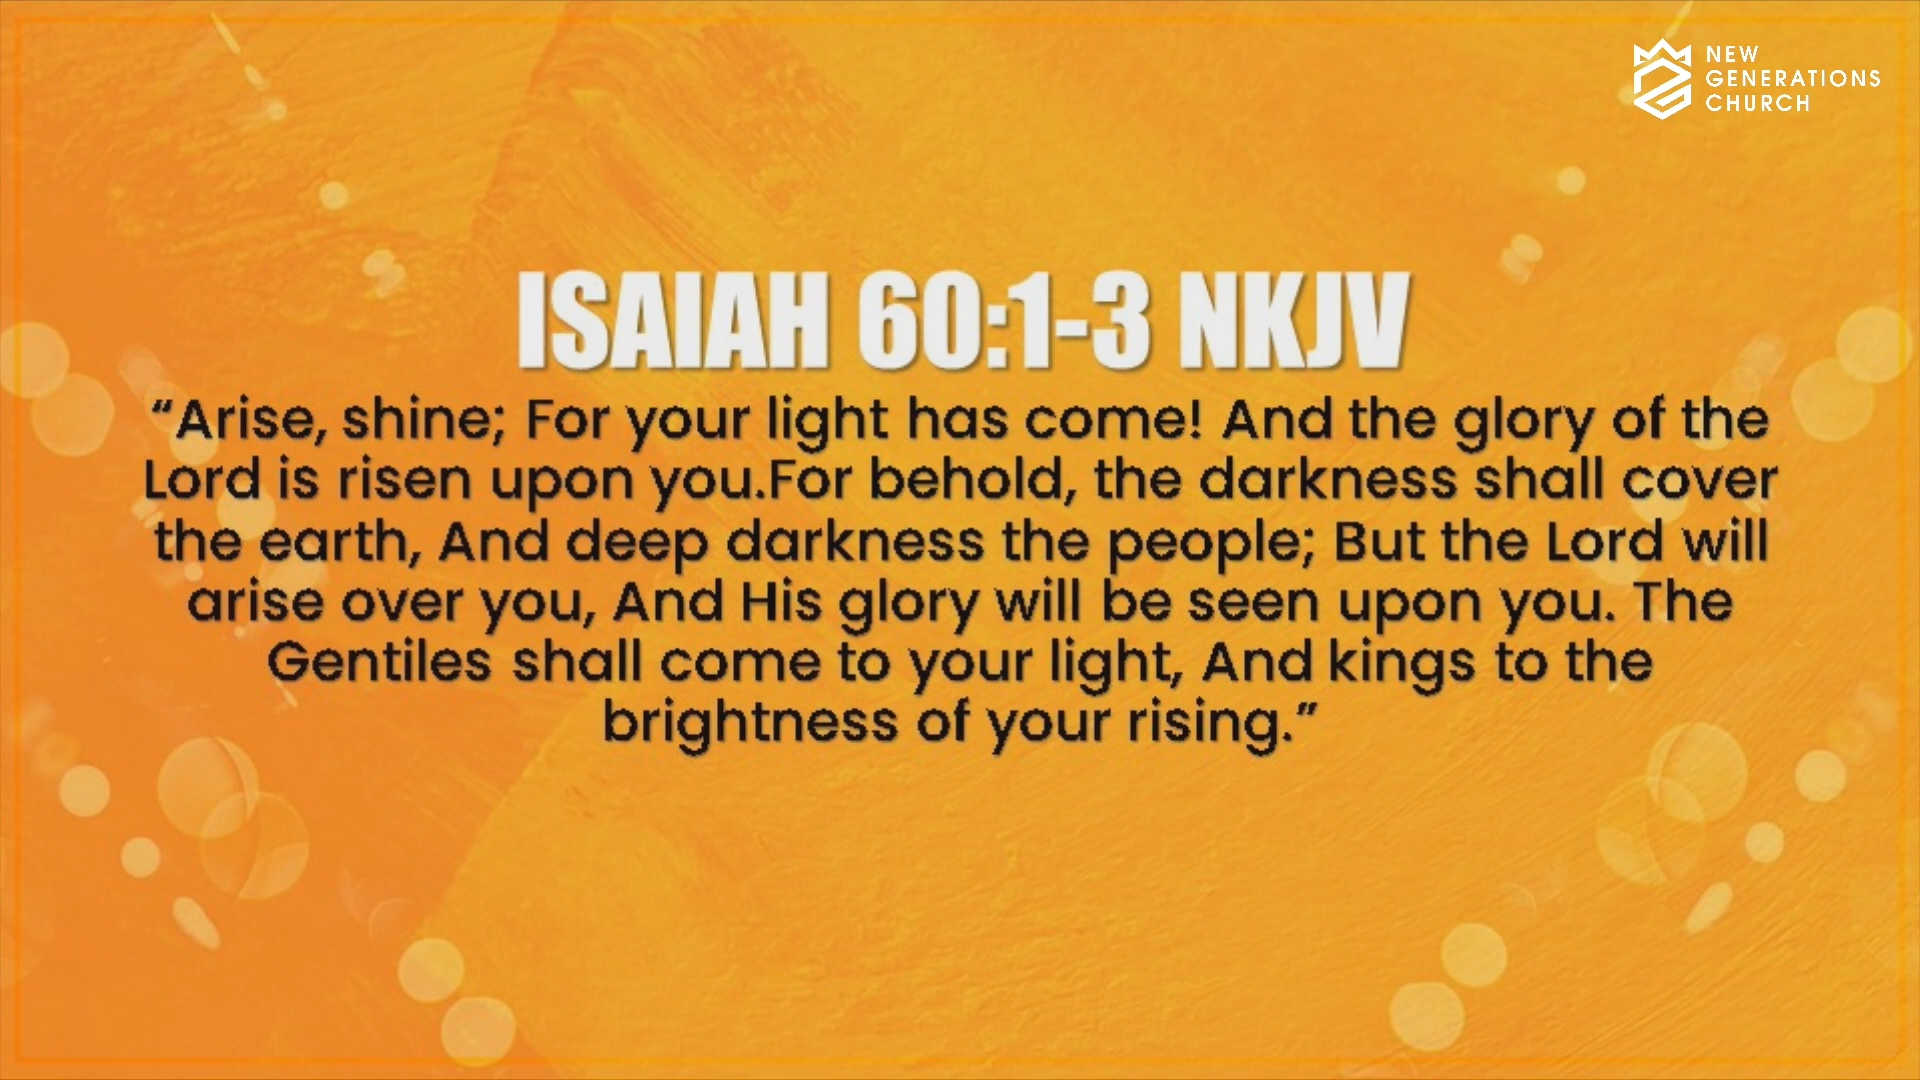 NEW
GENERATIONS
CHURCH
ISAIAH 60:1-3 NKJV
“Arise, shine; For your light has come! And the glory of the
Lord is risen upon you.For behold, the darkness shall cover
the earth, And deep darkness the people; But the Lord will
arise over you, And His glory will be seen upon you. The
Gentiles shall come to your light, And kings to the
brightness of your rising.”